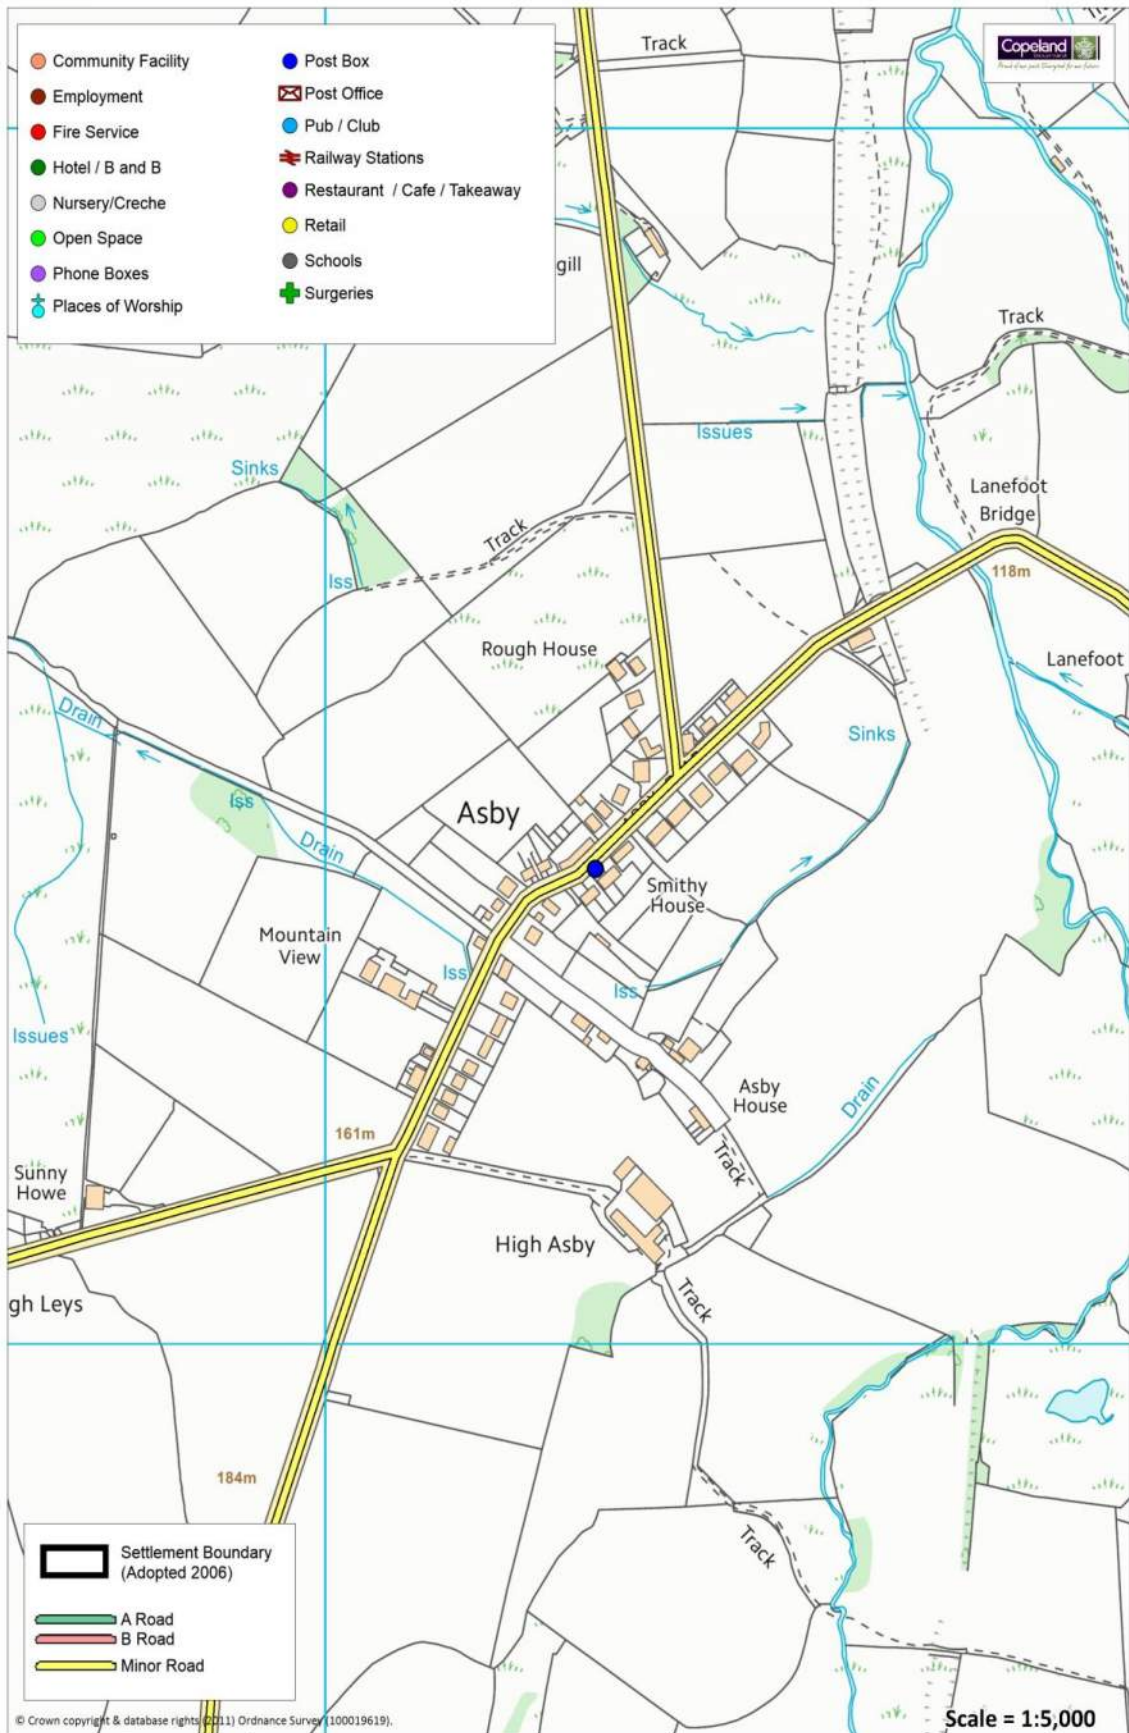 Community Facility
Employment
Fire Service
Hotel / B and B
Nursery/Creche
Open Space
Phone Boxes
Places of Worship
Post Box
Post Office
Pub / Club
Railway Stations
Restaurant / Cafe / Takeaway
Retail
Schools
Surgeries
Copeland
Track
gill
Track
Issues
Sinks
Lanefoot
Bridge
Track
Iss
118m
Rough House
Lanefoot
Drain
Sinks
Iss
Asby
Drain
Smithy
House
Mountain
View
Iss
Iss
Issues
Asby
House
Drain
161m
Track
Sunny
Howe
High Asby
Track
gh Leys
184m
Track
Settlement Boundary
(Adopted 2006)
A Road
B Road
Minor Road
© Crown copyright & database rights (2011) Ordnance Survey (100019619).
Scale = 1:5,000